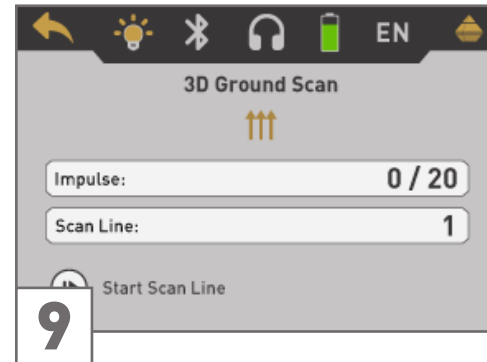 EN
3D Ground Scan
Impulse: 0 / 20
Scan Line: 1
Start Scan Line
9